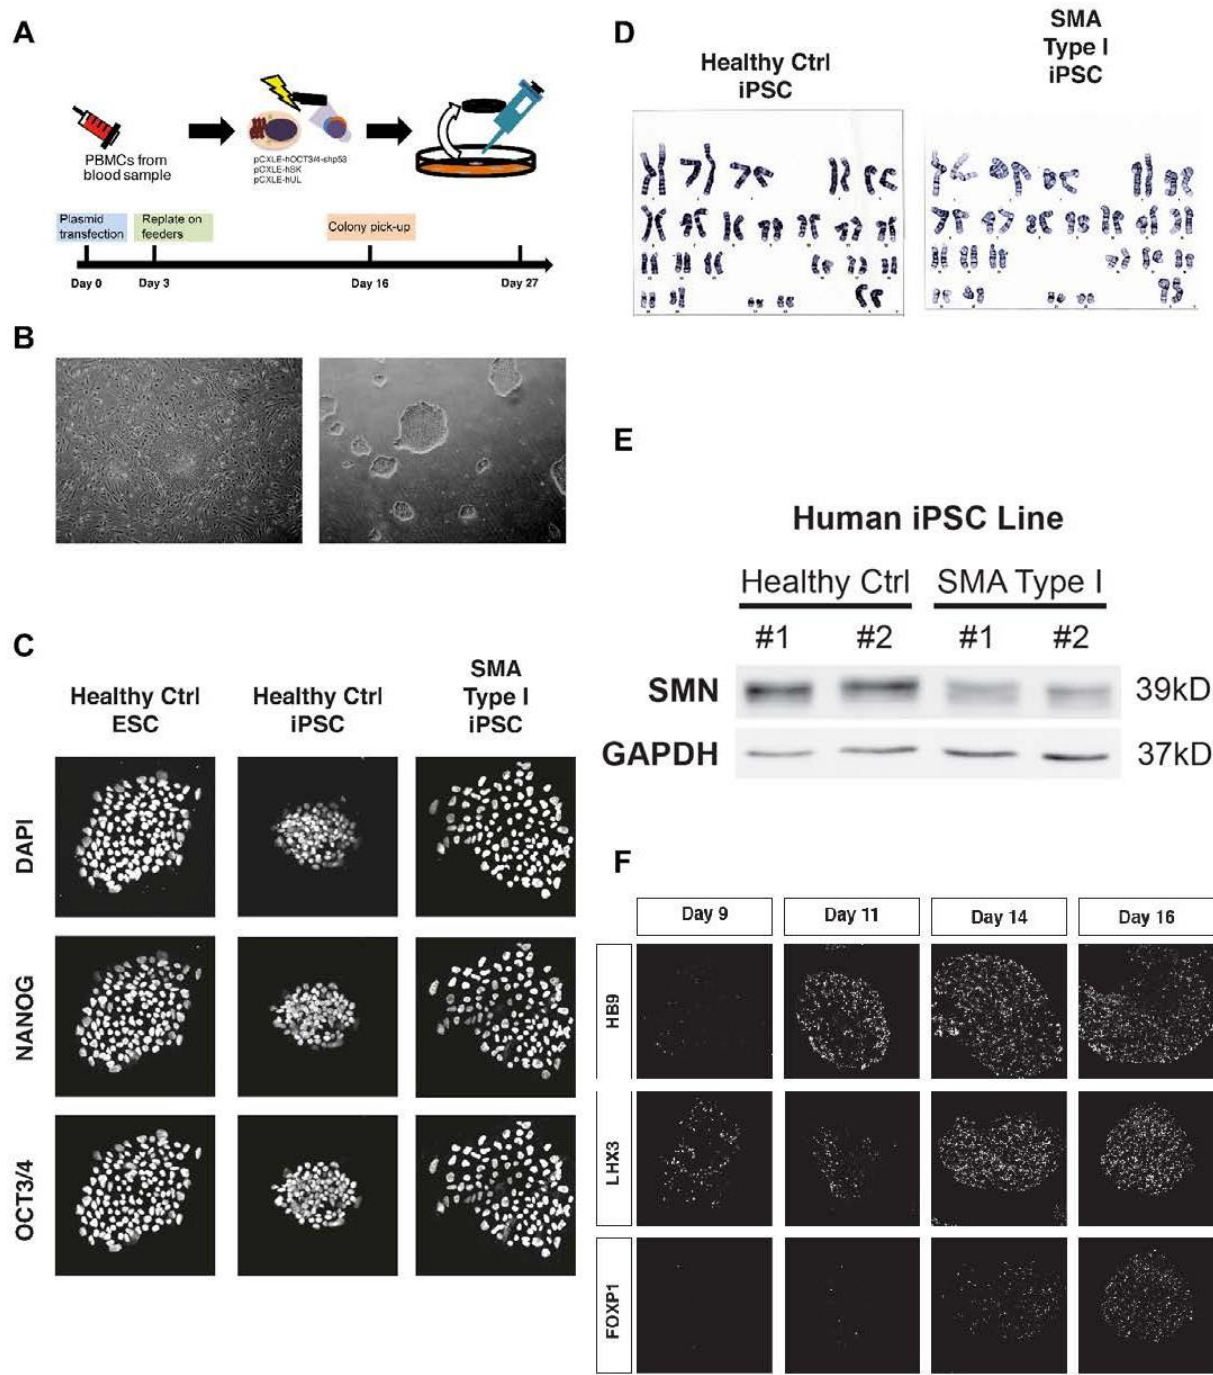 A
PBMCs from
blood sample
pCXLE-hOCT3/4-shp53
pCXLE-hSK
pCXLE-hUL
Plasmid
transfection
Replate on
feeders
Colony pick-up
Day 0
Day 3
Day 16
Day 27
B
C
Healthy Ctrl
ESC
Healthy Ctrl
iPSC
SMA
Type I
iPSC
DAPI
NANOG
OCT3/4
D
Healthy Ctrl
iPSC
SMA
Type I
iPSC
E
Human iPSC Line
Healthy Ctrl SMA Type I
#1 #2 #1 #2
SMN 39kD
GAPDH 37kD
F
Day 9 Day 11 Day 14 Day 16
HB9
LHX3
FOXP1